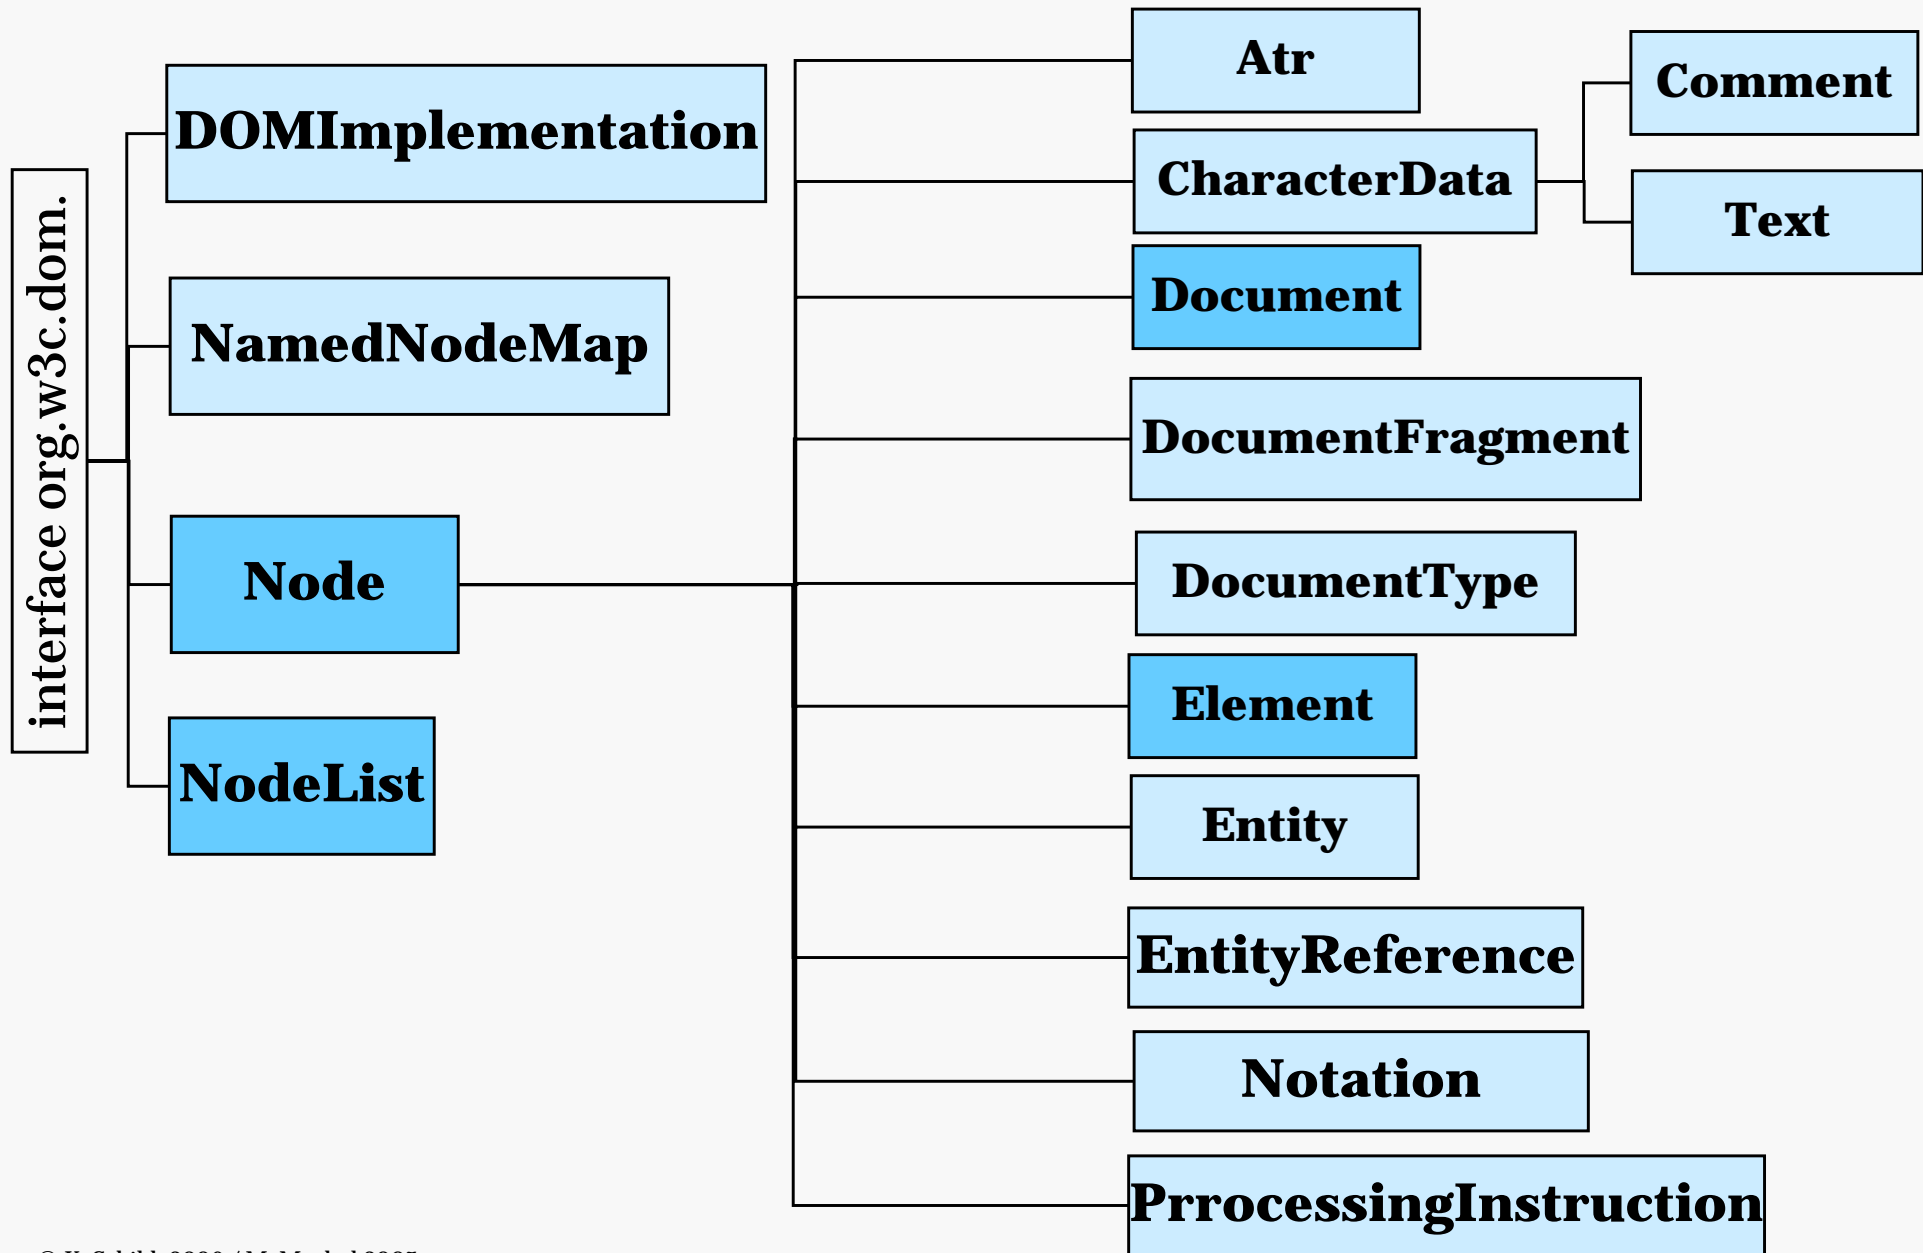 interface org.w3c.dom.
DOMImplementation
NamedNodeMap
Node
NodeList
Atr
CharacterData
Comment
Text
Document
DocumentFragment
DocumentType
Element
Entity
EntityReference
Notation
PrrocessingInstruction